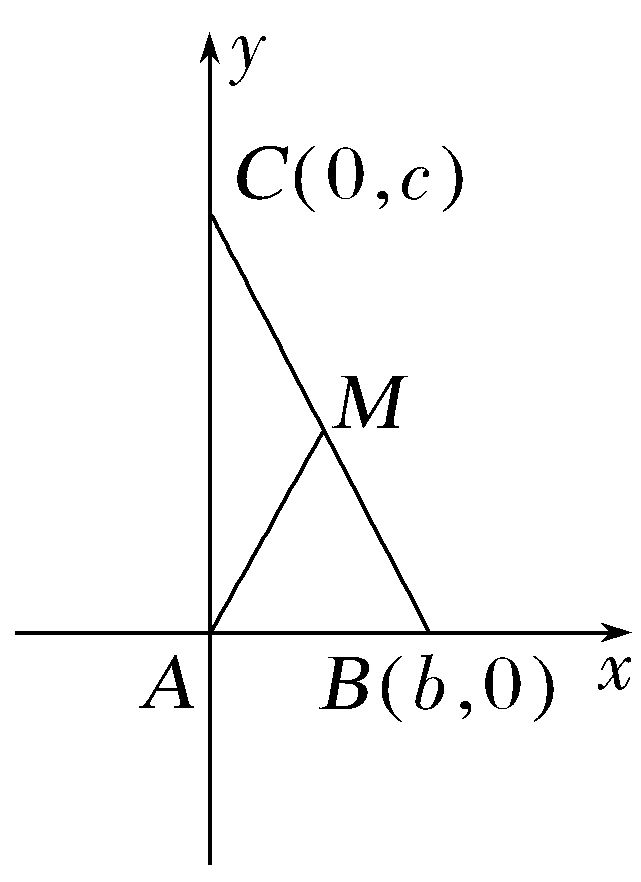 y
C(0,c)
M
A B(b,0) x